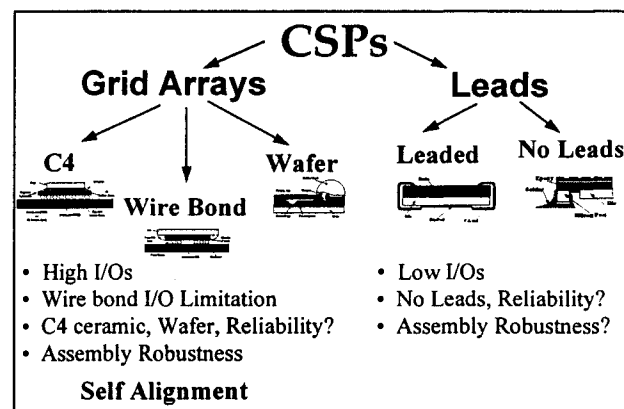 CSPs
Grid Arrays
Leads
C4
Wire Bond
Wafer
Leaded
No Leads
• High I/Os
• Wire bond I/O Limitation
• C4 ceramic, Wafer, Reliability?
• Assembly Robustness
Self Alignment
• Low I/Os
• No Leads, Reliability?
• Assembly Robustness?